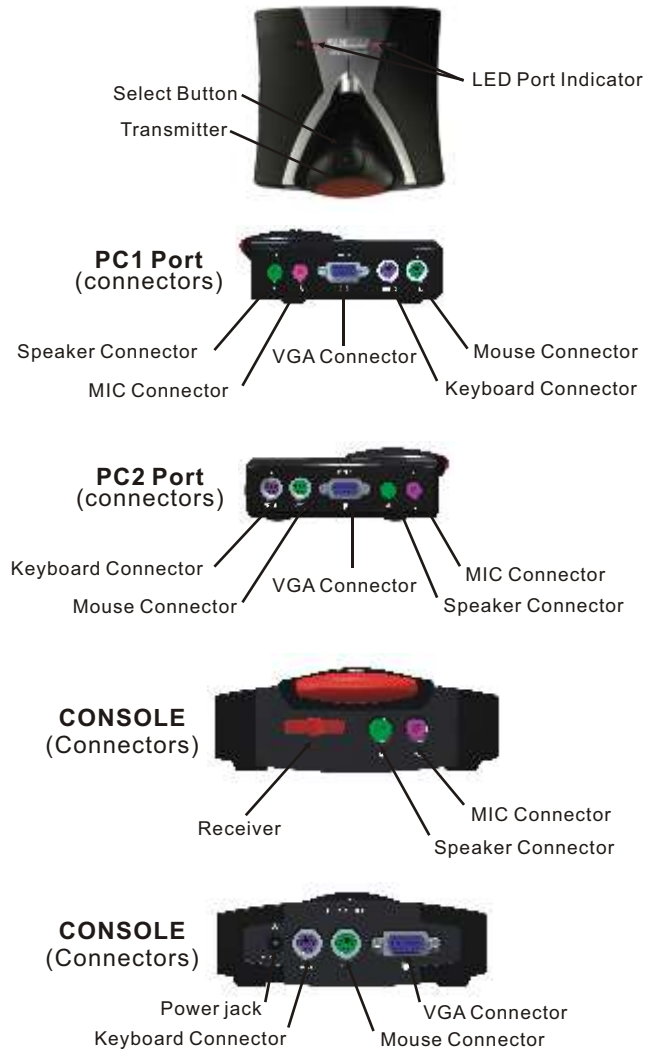 LED Port Indicator
Select Button
Transmitter
PC1 Port
(connectors)
Speaker Connector
MIC Connector
VGA Connector
Mouse Connector
Keyboard Connector
PC2 Port
(connectors)
Keyboard Connector
Mouse Connector
VGA Connector
MIC Connector
Speaker Connector
CONSOLE
(Connectors)
Receiver
MIC Connector
Speaker Connector
CONSOLE
(Connectors)
Power jack
Keyboard Connector
VGA Connector
Mouse Connector